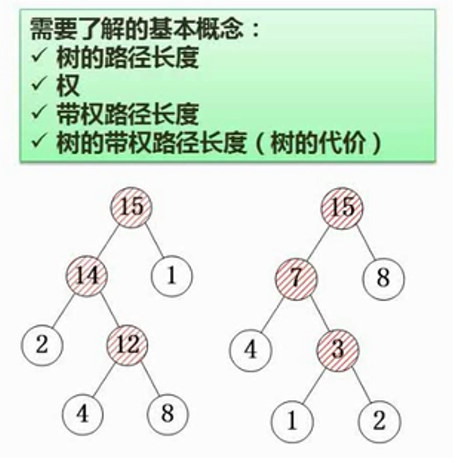 需要了解的基本概念：
✓ 树的路径长度
✓ 权
✓ 带权路径长度
✓ 树的带权路径长度（树的代价）
15 15
14 1 7 8
2 12 4 3
4 8 1 2